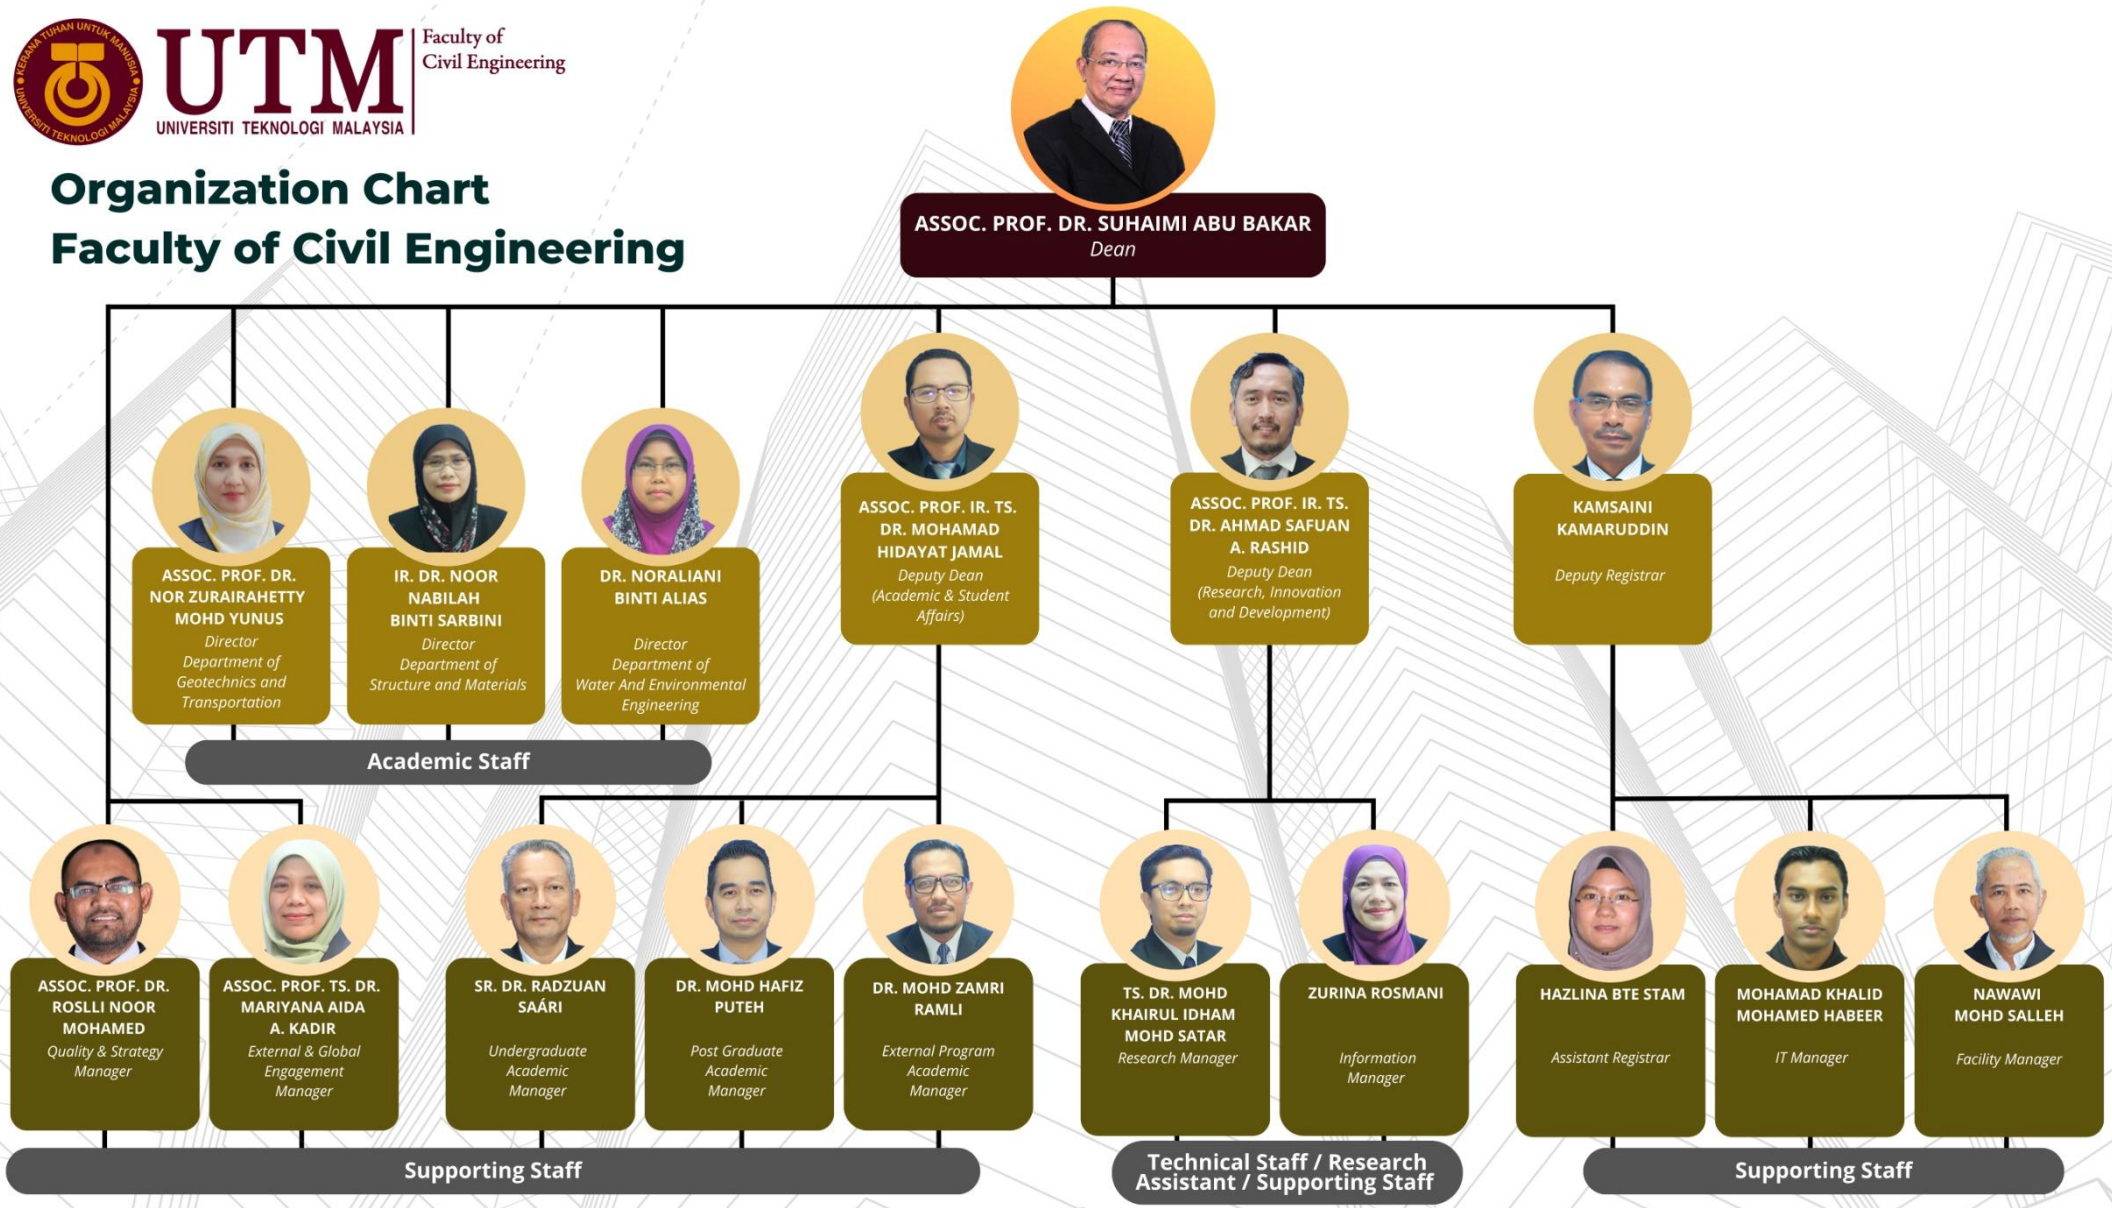 KERANA TUHAN UNTUK MANUSIA
UNIVERSITI TEKNOLOGI MALAYSIA
UTM
UNIVERSITI TEKNOLOGI MALAYSIA
Faculty of
Civil Engineering
Organization Chart
Faculty of Civil Engineering
ASSOC. PROF. DR. SUHAIMI ABU BAKAR
Dean
ASSOC. PROF. DR.
NOR ZURAIRAHETTY
MOHD YUNUS
Director
Department of
Geotechnics and
Transportation
IR. DR. NOOR
NABILAH
BINTI SARBINI
Director
Department of
Structure and Materials
DR. NORALIANI
BINTI ALIAS
Director
Department of
Water And Environmental
Engineering
ASSOC. PROF. IR. TS.
DR. MOHAMAD
HIDAYAT JAMAL
Deputy Dean
(Academic & Student
Affairs)
ASSOC. PROF. IR. TS.
DR. AHMAD SAFUAN
A. RASHID
Deputy Dean
(Research, Innovation
and Development)
KAMSAINI
KAMARUDDIN
Deputy Registrar
Academic Staff
ASSOC. PROF. DR.
ROSLLI NOOR
MOHAMED
Quality & Strategy
Manager
ASSOC. PROF. TS. DR.
MARIYANA AIDA
A. KADIR
External & Global
Engagement
Manager
SR. DR. RADZUAN
SAÁRI
Undergraduate
Academic
Manager
DR. MOHD HAFIZ
PUTEH
Post Graduate
Academic
Manager
DR. MOHD ZAMRI
RAMLI
External Program
Academic
Manager
TS. DR. MOHD
KHAIRUL IDHAM
MOHD SATAR
Research Manager
ZURINA ROSMANI
Information
Manager
HAZLINA BTE STAM
Assistant Registrar
MOHAMAD KHALID
MOHAMED HABEER
IT Manager
NAWAWI
MOHD SALLEH
Facility Manager
Supporting Staff
Technical Staff / Research
Assistant / Supporting Staff
Supporting Staff